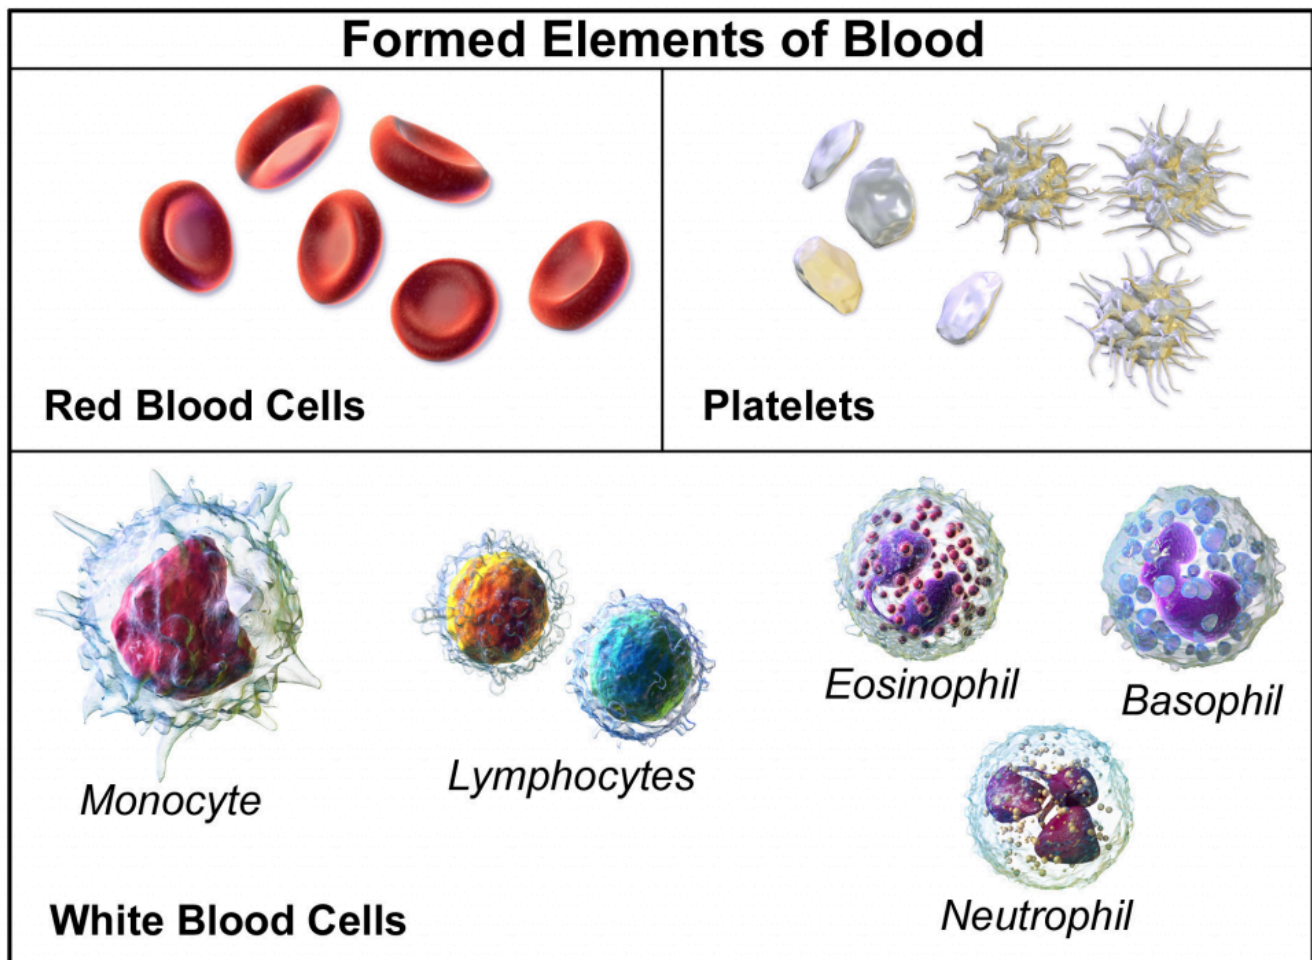 Formed Elements of Blood
Red Blood Cells
Platelets
Monocyte
Lymphocytes
Eosinophil
Basophil
Neutrophil
White Blood Cells